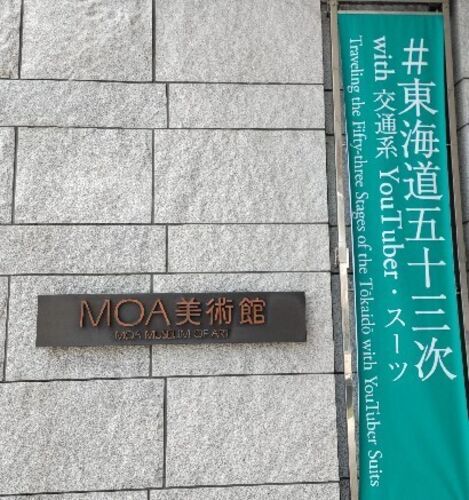 MOA美術館
MOA MUSEUM OF ART
#東海道五十三次
with 交通系 YouTuber・スーツ
Traveling the Fifty-three Stages of the Tōkaidō with YouTuber Suits